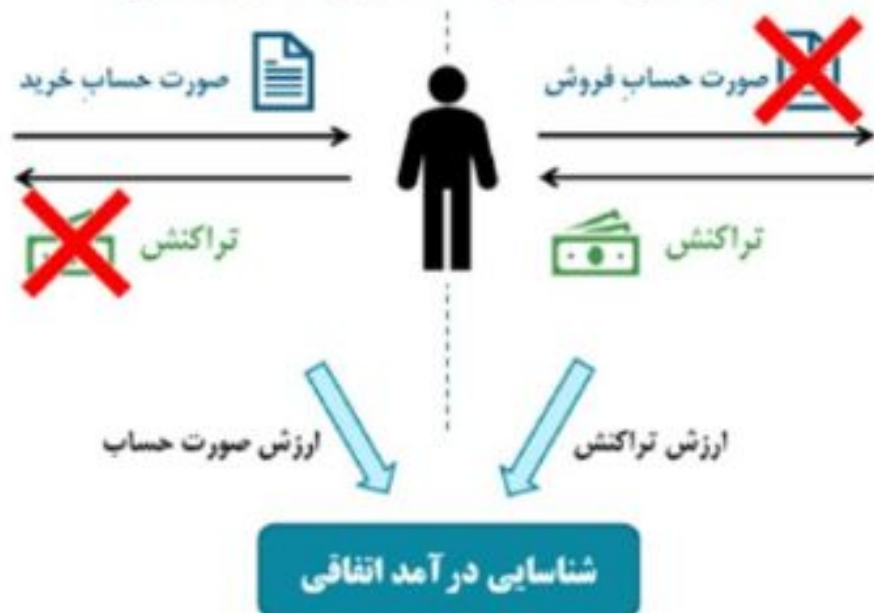 صورت حسابِ فروش
صورت حسابِ خرید
تراکنش
تراکنش
ارزش تراکنش
ارزش صورت حساب
شناسایی درآمد اتفاقی